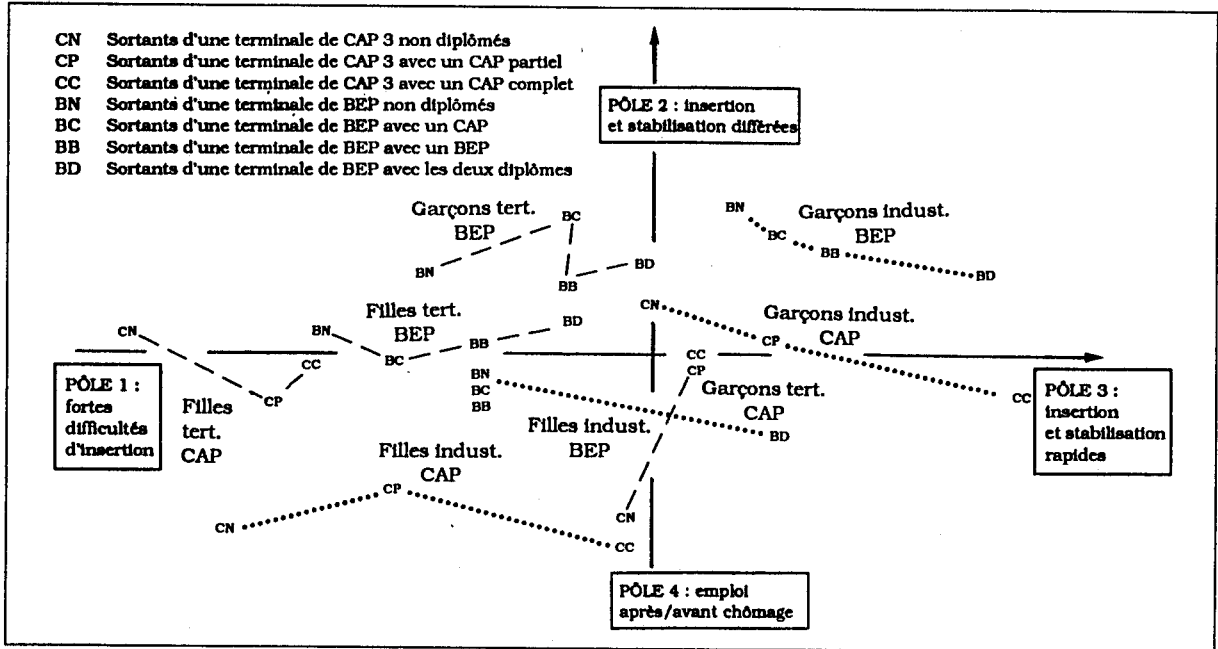 CN Sortants d'une terminale de CAP 3 non diplômés
CP Sortants d'une terminale de CAP 3 avec un CAP partiel
CC Sortants d'une terminale de CAP 3 avec un CAP complet
BN Sortants d'une terminale de BEP non diplômés
BC Sortants d'une terminale de BEP avec un CAP
BB Sortants d'une terminale de BEP avec un BEP
BD Sortants d'une terminale de BEP avec les deux diplômes
PÔLE 2 : insertion
et stabilisation différées
Garçons tert.
BEP
BN
BC
BB
BD
Garçons indust.
BEP
BN
BC
BB
BD
Filles tert.
BEP
BN
BC
BB
BD
Garçons indust.
CAP
CN
CP
CC
CN
CP
CC
Filles
tert.
CAP
PÔLE 1 :
fortes
difficultés
d'insertion
BN
BC
BB
BD
Filles indust.
BEP
CC
CP
CN
Garçons tert.
CAP
PÔLE 3 :
insertion
et stabilisation
rapides
Filles indust.
CAP
CN
CP
CC
PÔLE 4 : emploi
après/avant chômage